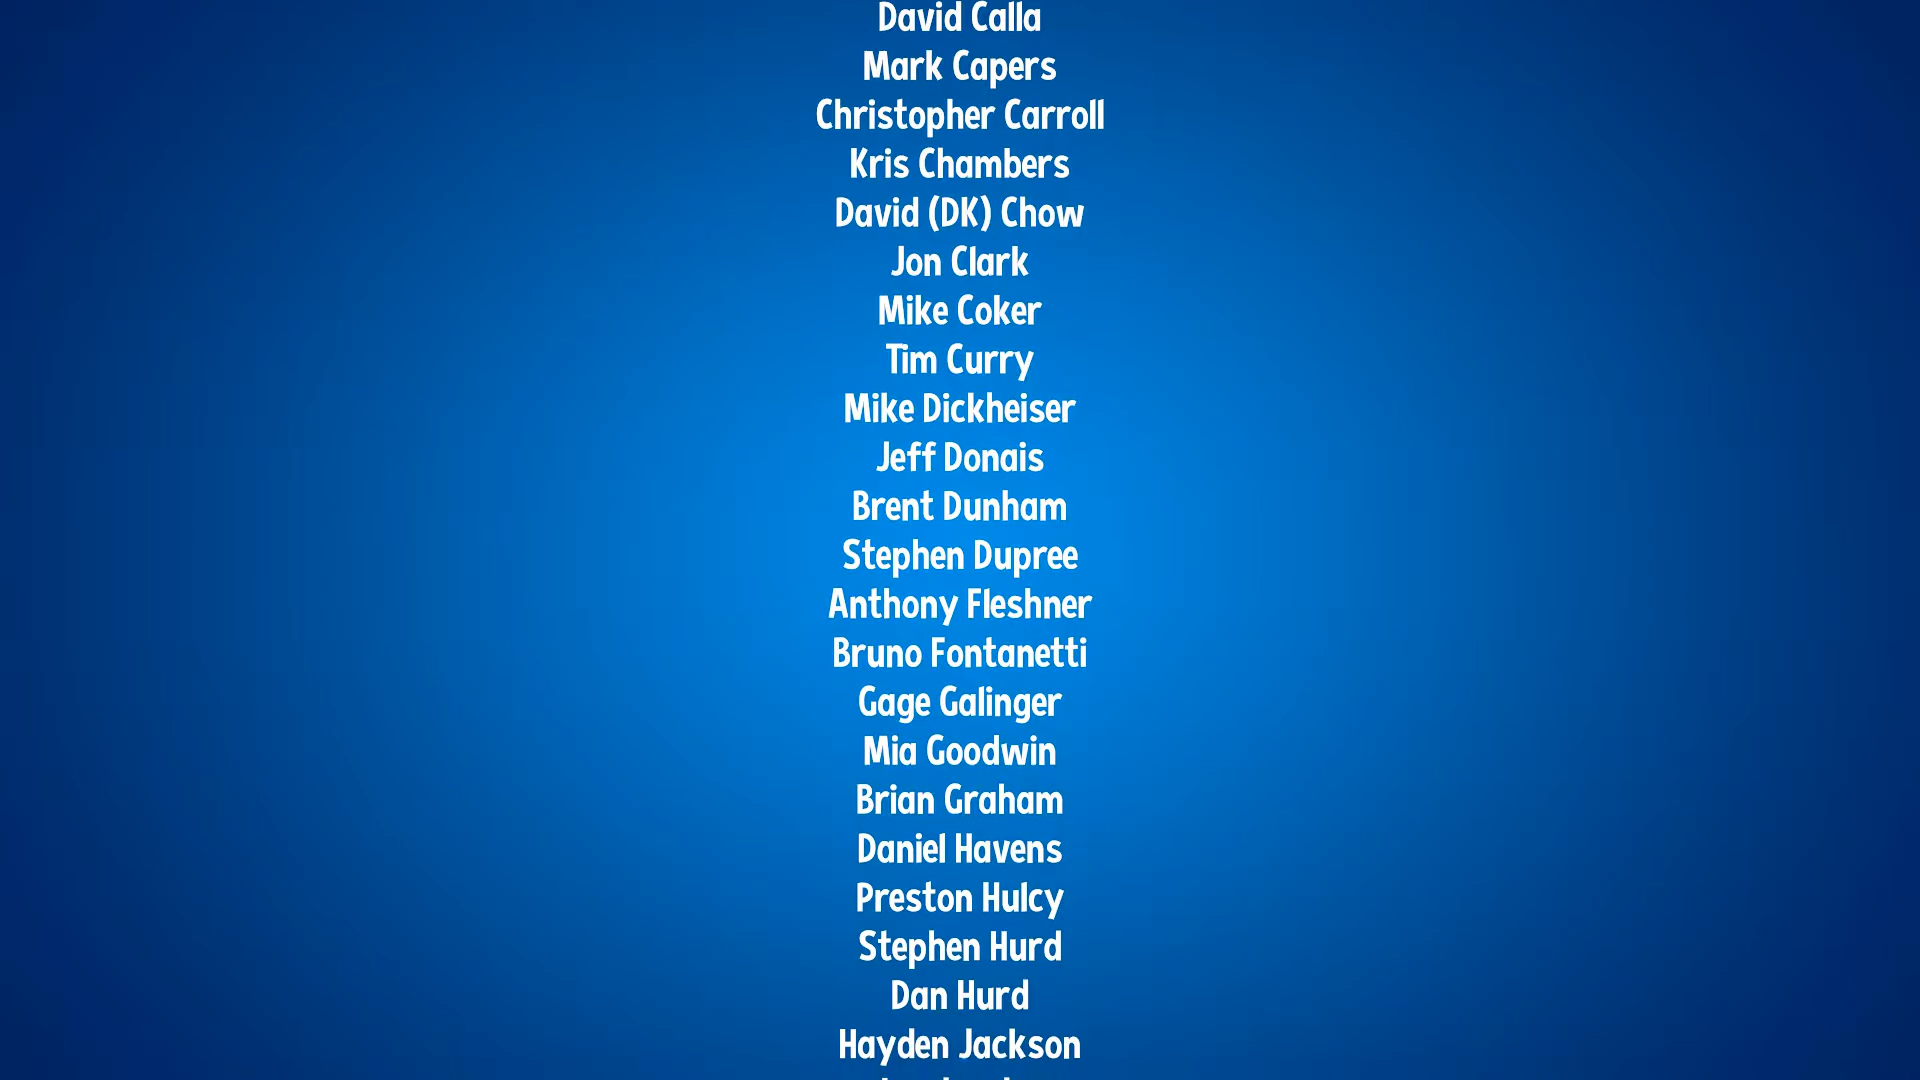 David Calla
Mark Capers
Christopher Carroll
Kris Chambers
David (DK) Chow
Jon Clark
Mike Coker
Tim Curry
Mike Dickheiser
Jeff Donais
Brent Dunham
Stephen Dupree
Anthony Fleshner
Bruno Fontanetti
Gage Galinger
Mia Goodwin
Brian Graham
Daniel Havens
Preston Hulcy
Stephen Hurd
Dan Hurd
Hayden Jackson